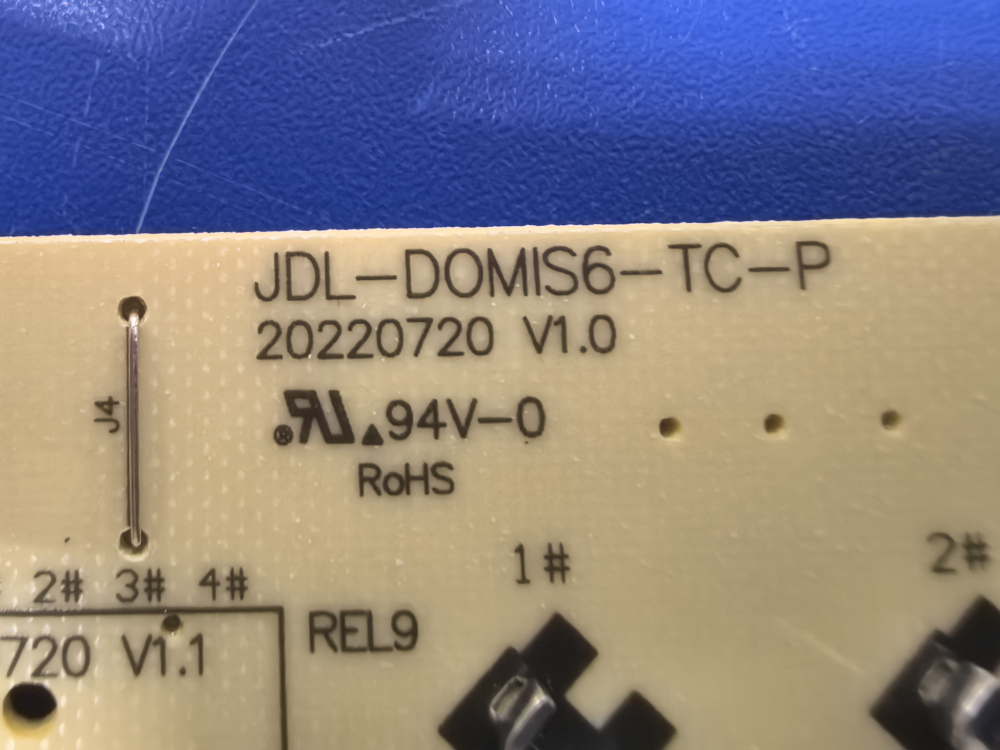 JDL-DOMIS6-TC-P
20220720 V1.0
J4
®RU 94V-0
RoHS
1#
2#
2# 3# 4#
REL9
720 V1.1